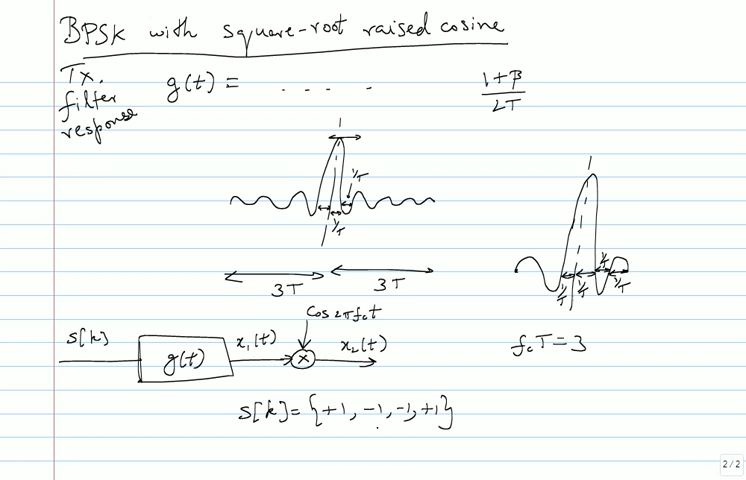 BPSK with square-root raised cosine
Tx. filter response
g(t) = . . . . .
1+β / 2T
1
1/T
1/T
3T
3T
1
1/T
1/T
1/T
1/T
cos 2πfct
s[k]
g(t)
x1(t)
×
x2(t)
fcT = 3
s[k] = {+1, -1, -1, +1}
2/2